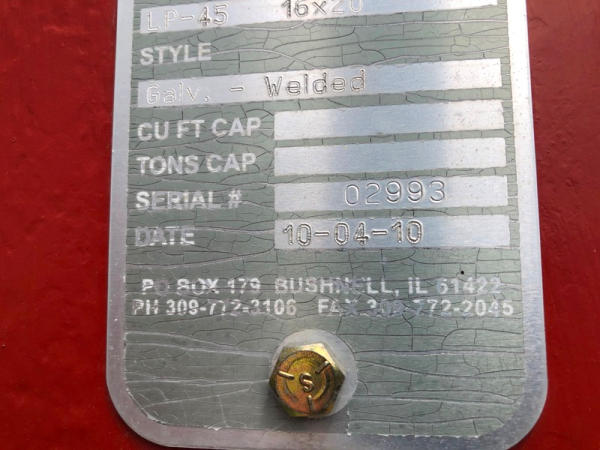 LP-45 16x20
STYLE
Galv. - Welded
CU FT CAP
TONS CAP
SERIAL # 02993
DATE 10-04-10
PO BOX 179 BUSHNELL, IL 61422
PH 309-772-3106 FAX 309-772-2045
S